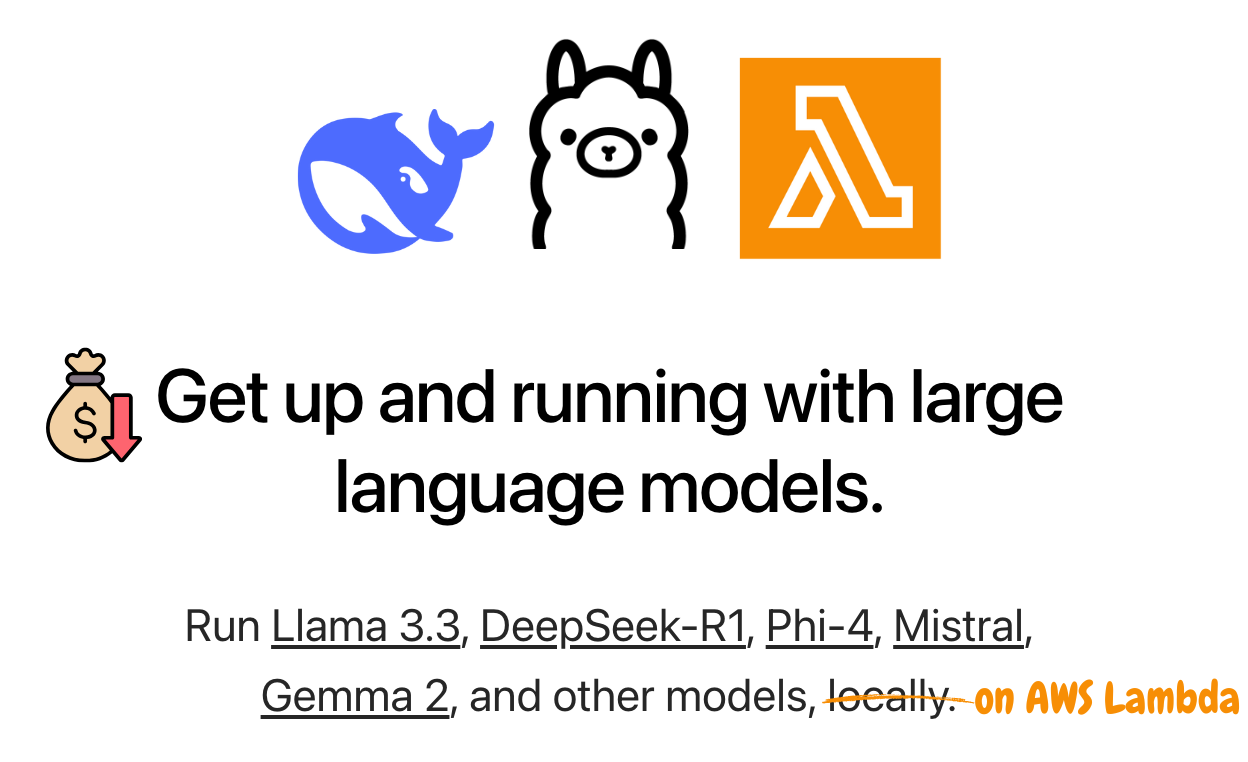 $
Get up and running with large
language models.
Run Llama 3.3, DeepSeek-R1, Phi-4, Mistral,
Gemma 2, and other models, locally. on AWS Lambda